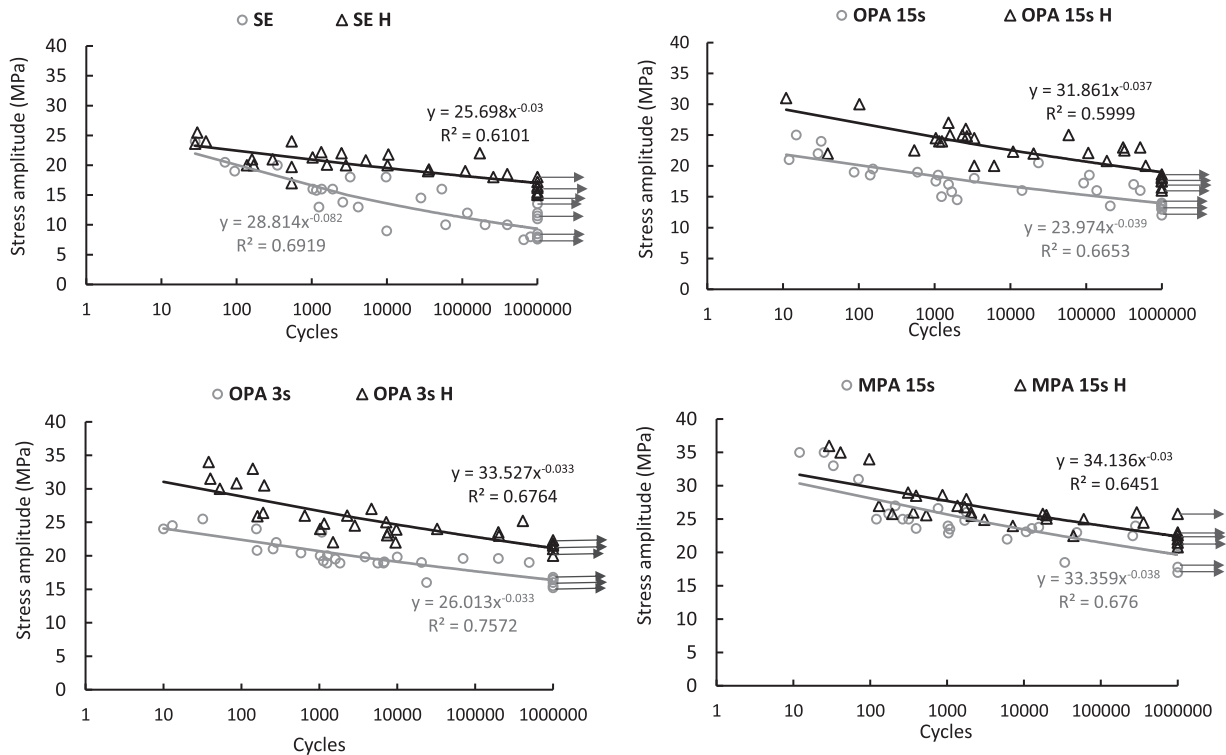 SE SE H
Stress amplitude (MPa)
40
35
30
25
20
15
10
5
0
y = 25.698x^-0.03
R² = 0.6101
y = 28.814x^-0.082
R² = 0.6919
1 10 100 1000 10000 100000 1000000
Cycles
OPA 15s OPA 15s H
Stress amplitude (MPa)
40
35
30
25
20
15
10
5
0
y = 31.861x^-0.037
R² = 0.5999
y = 23.974x^-0.039
R² = 0.6653
1 10 100 1000 10000 100000 1000000
Cycles
OPA 3s OPA 3s H
Stress amplitude (MPa)
40
35
30
25
20
15
10
5
0
y = 33.527x^-0.033
R² = 0.6764
y = 26.013x^-0.033
R² = 0.7572
1 10 100 1000 10000 100000 1000000
Cycles
MPA 15s MPA 15s H
Stress amplitude (MPa)
40
35
30
25
20
15
10
5
0
y = 34.136x^-0.03
R² = 0.6451
y = 33.359x^-0.038
R² = 0.676
1 10 100 1000 10000 100000 1000000
Cycles